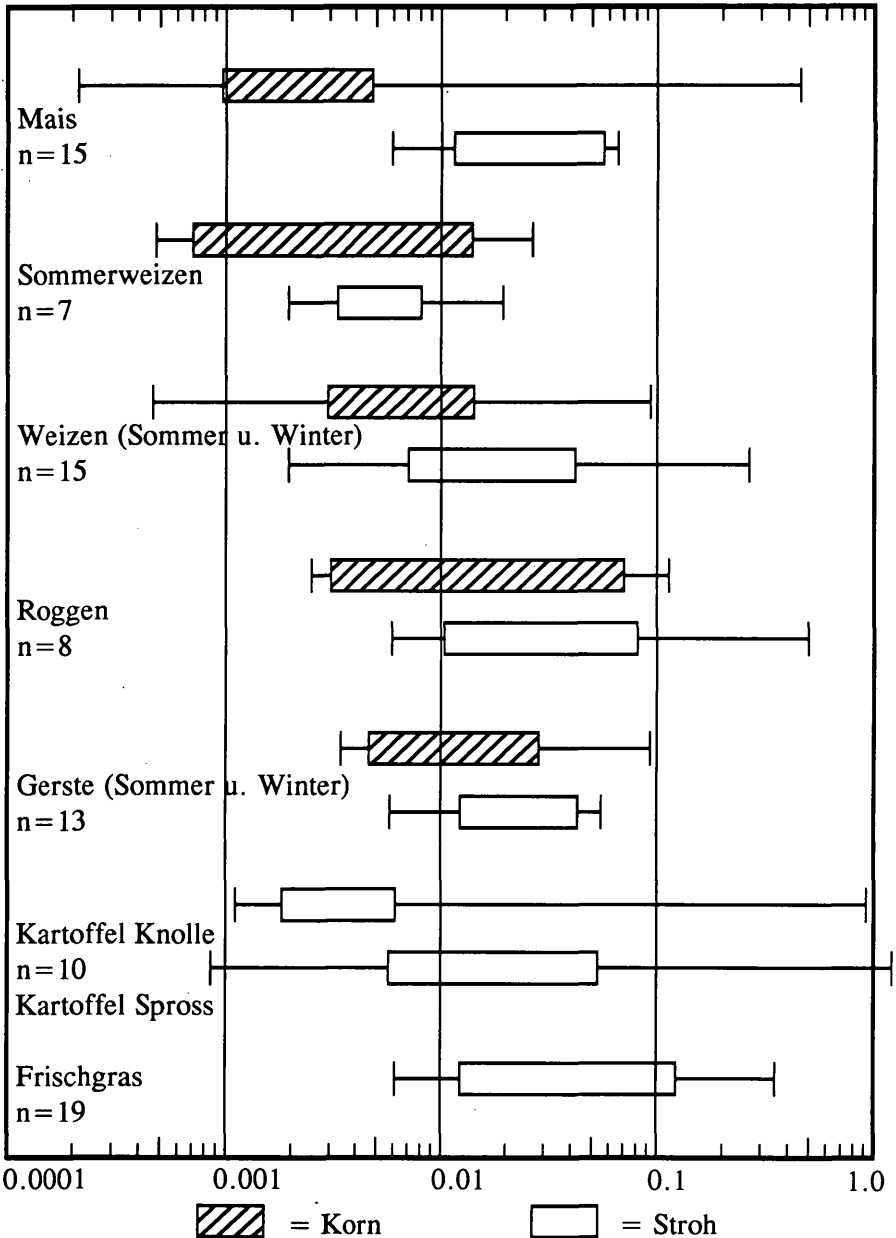 Mais
n=15
Sommerweizen
n=7
Weizen (Sommer u. Winter)
n=15
Roggen
n=8
Gerste (Sommer u. Winter)
n=13
Kartoffel Knolle
n=10
Kartoffel Spross
Frischgras
n=19
0.0001 0.001 0.01 0.1 1.0
= Korn = Stroh